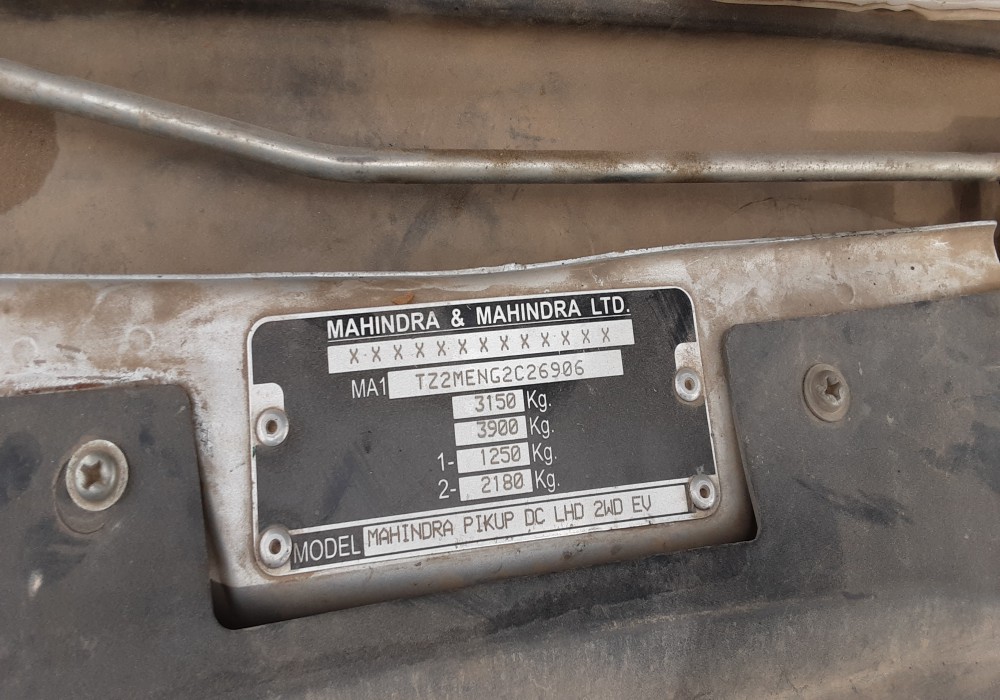 MAHINDRA & MAHINDRA LTD.
X X X X X X X X X X X X X
MA1 TZ2MENG2C26906
3150 Kg.
3900 Kg.
1- 1250 Kg.
2- 2180 Kg.
MODEL MAHINDRA PIKUP DC LHD 2WD EV